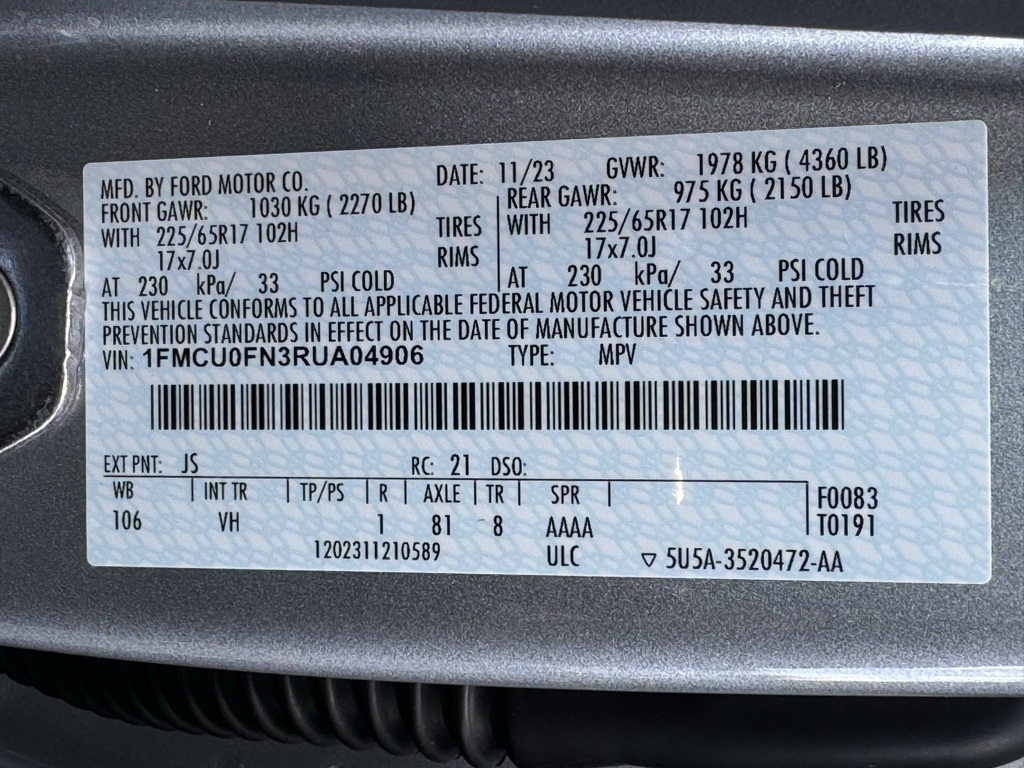 MFD. BY FORD MOTOR CO. DATE: 11/23 GVWR: 1978 KG ( 4360 LB)
FRONT GAWR: 1030 KG ( 2270 LB) REAR GAWR: 975 KG ( 2150 LB)
WITH 225/65R17 102H TIRES WITH 225/65R17 102H TIRES
17x7.0J RIMS 17x7.0J RIMS
AT 230 kPa/ 33 PSI COLD AT 230 kPa/ 33 PSI COLD
THIS VEHICLE CONFORMS TO ALL APPLICABLE FEDERAL MOTOR VEHICLE SAFETY AND THEFT
PREVENTION STANDARDS IN EFFECT ON THE DATE OF MANUFACTURE SHOWN ABOVE.
VIN: 1FMCU0FN3RUA04906 TYPE: MPV
EXT PNT: JS RC: 21 DSO:
WB INT TR TP/PS R AXLE TR SPR F0083
106 VH 1 81 8 AAAA T0191
1202311210589 ULC ▽ 5U5A-3520472-AA